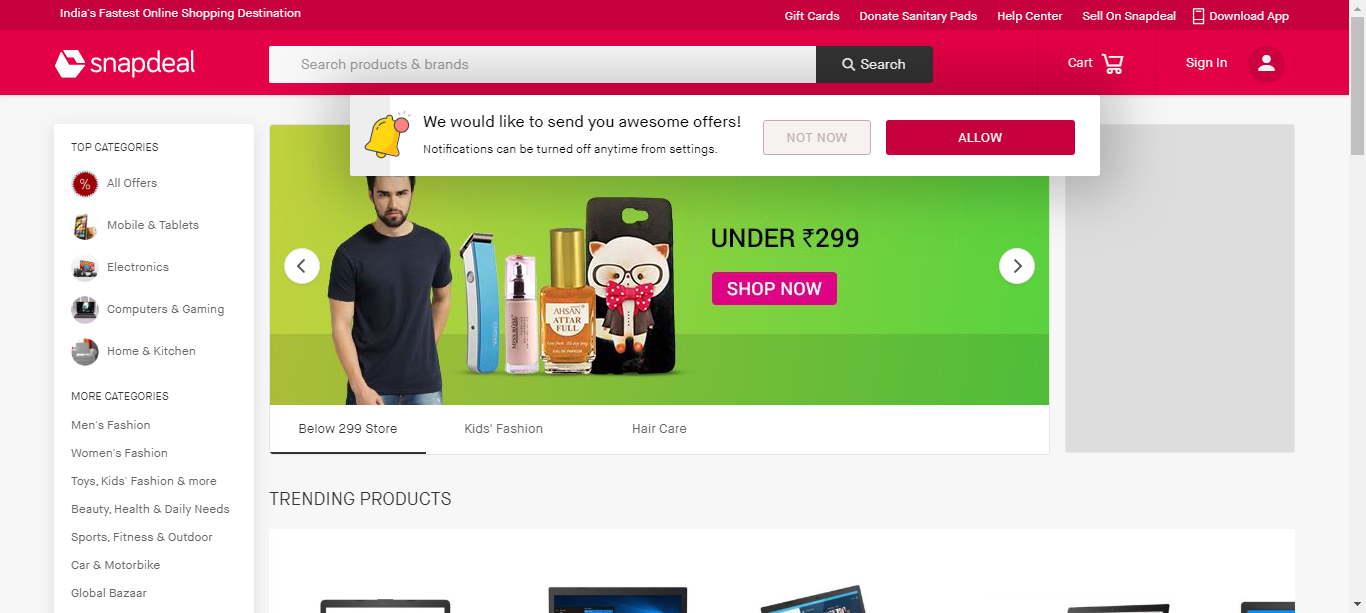 India's Fastest Online Shopping Destination
Gift Cards
Donate Sanitary Pads
Help Center
Sell On Snapdeal
Download App
snapdeal
Search products & brands
Search
Cart
Sign In
We would like to send you awesome offers!
Notifications can be turned off anytime from settings.
NOT NOW
ALLOW
TOP CATEGORIES
%
All Offers
Mobile & Tablets
Electronics
Computers & Gaming
Home & Kitchen
MORE CATEGORIES
Men's Fashion
Women's Fashion
Toys, Kids' Fashion & more
Beauty, Health & Daily Needs
Sports, Fitness & Outdoor
Car & Motorbike
Global Bazaar
UNDER ₹299
SHOP NOW
AHSAN
ATTAR
FULL
Below 299 Store
Kids' Fashion
Hair Care
TRENDING PRODUCTS